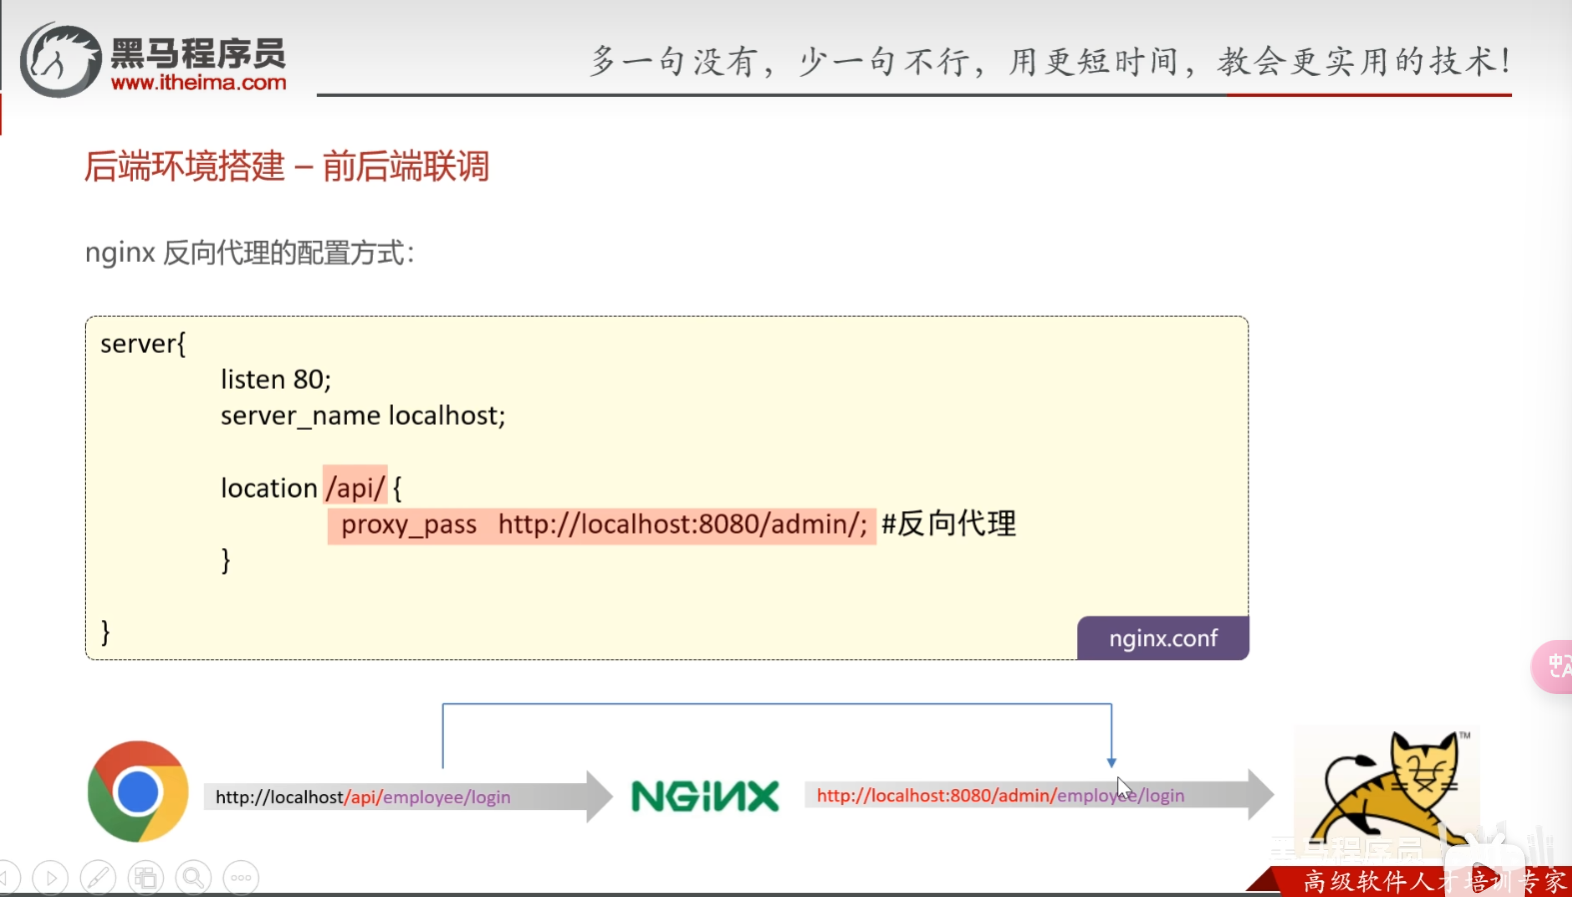 黑马程序员
www.itheima.com
多一句没有，少一句不行，用更短时间，教会更实用的技术！
后端环境搭建 – 前后端联调
nginx 反向代理的配置方式：
server{
listen 80;
server_name localhost;
location /api/ {
proxy_pass   http://localhost:8080/admin/; #反向代理
}
}
nginx.conf
http://localhost/api/employee/login
NGINX
http://localhost:8080/admin/employee/login
TM
黑马程序员
高级软件人才培训专家
中
A